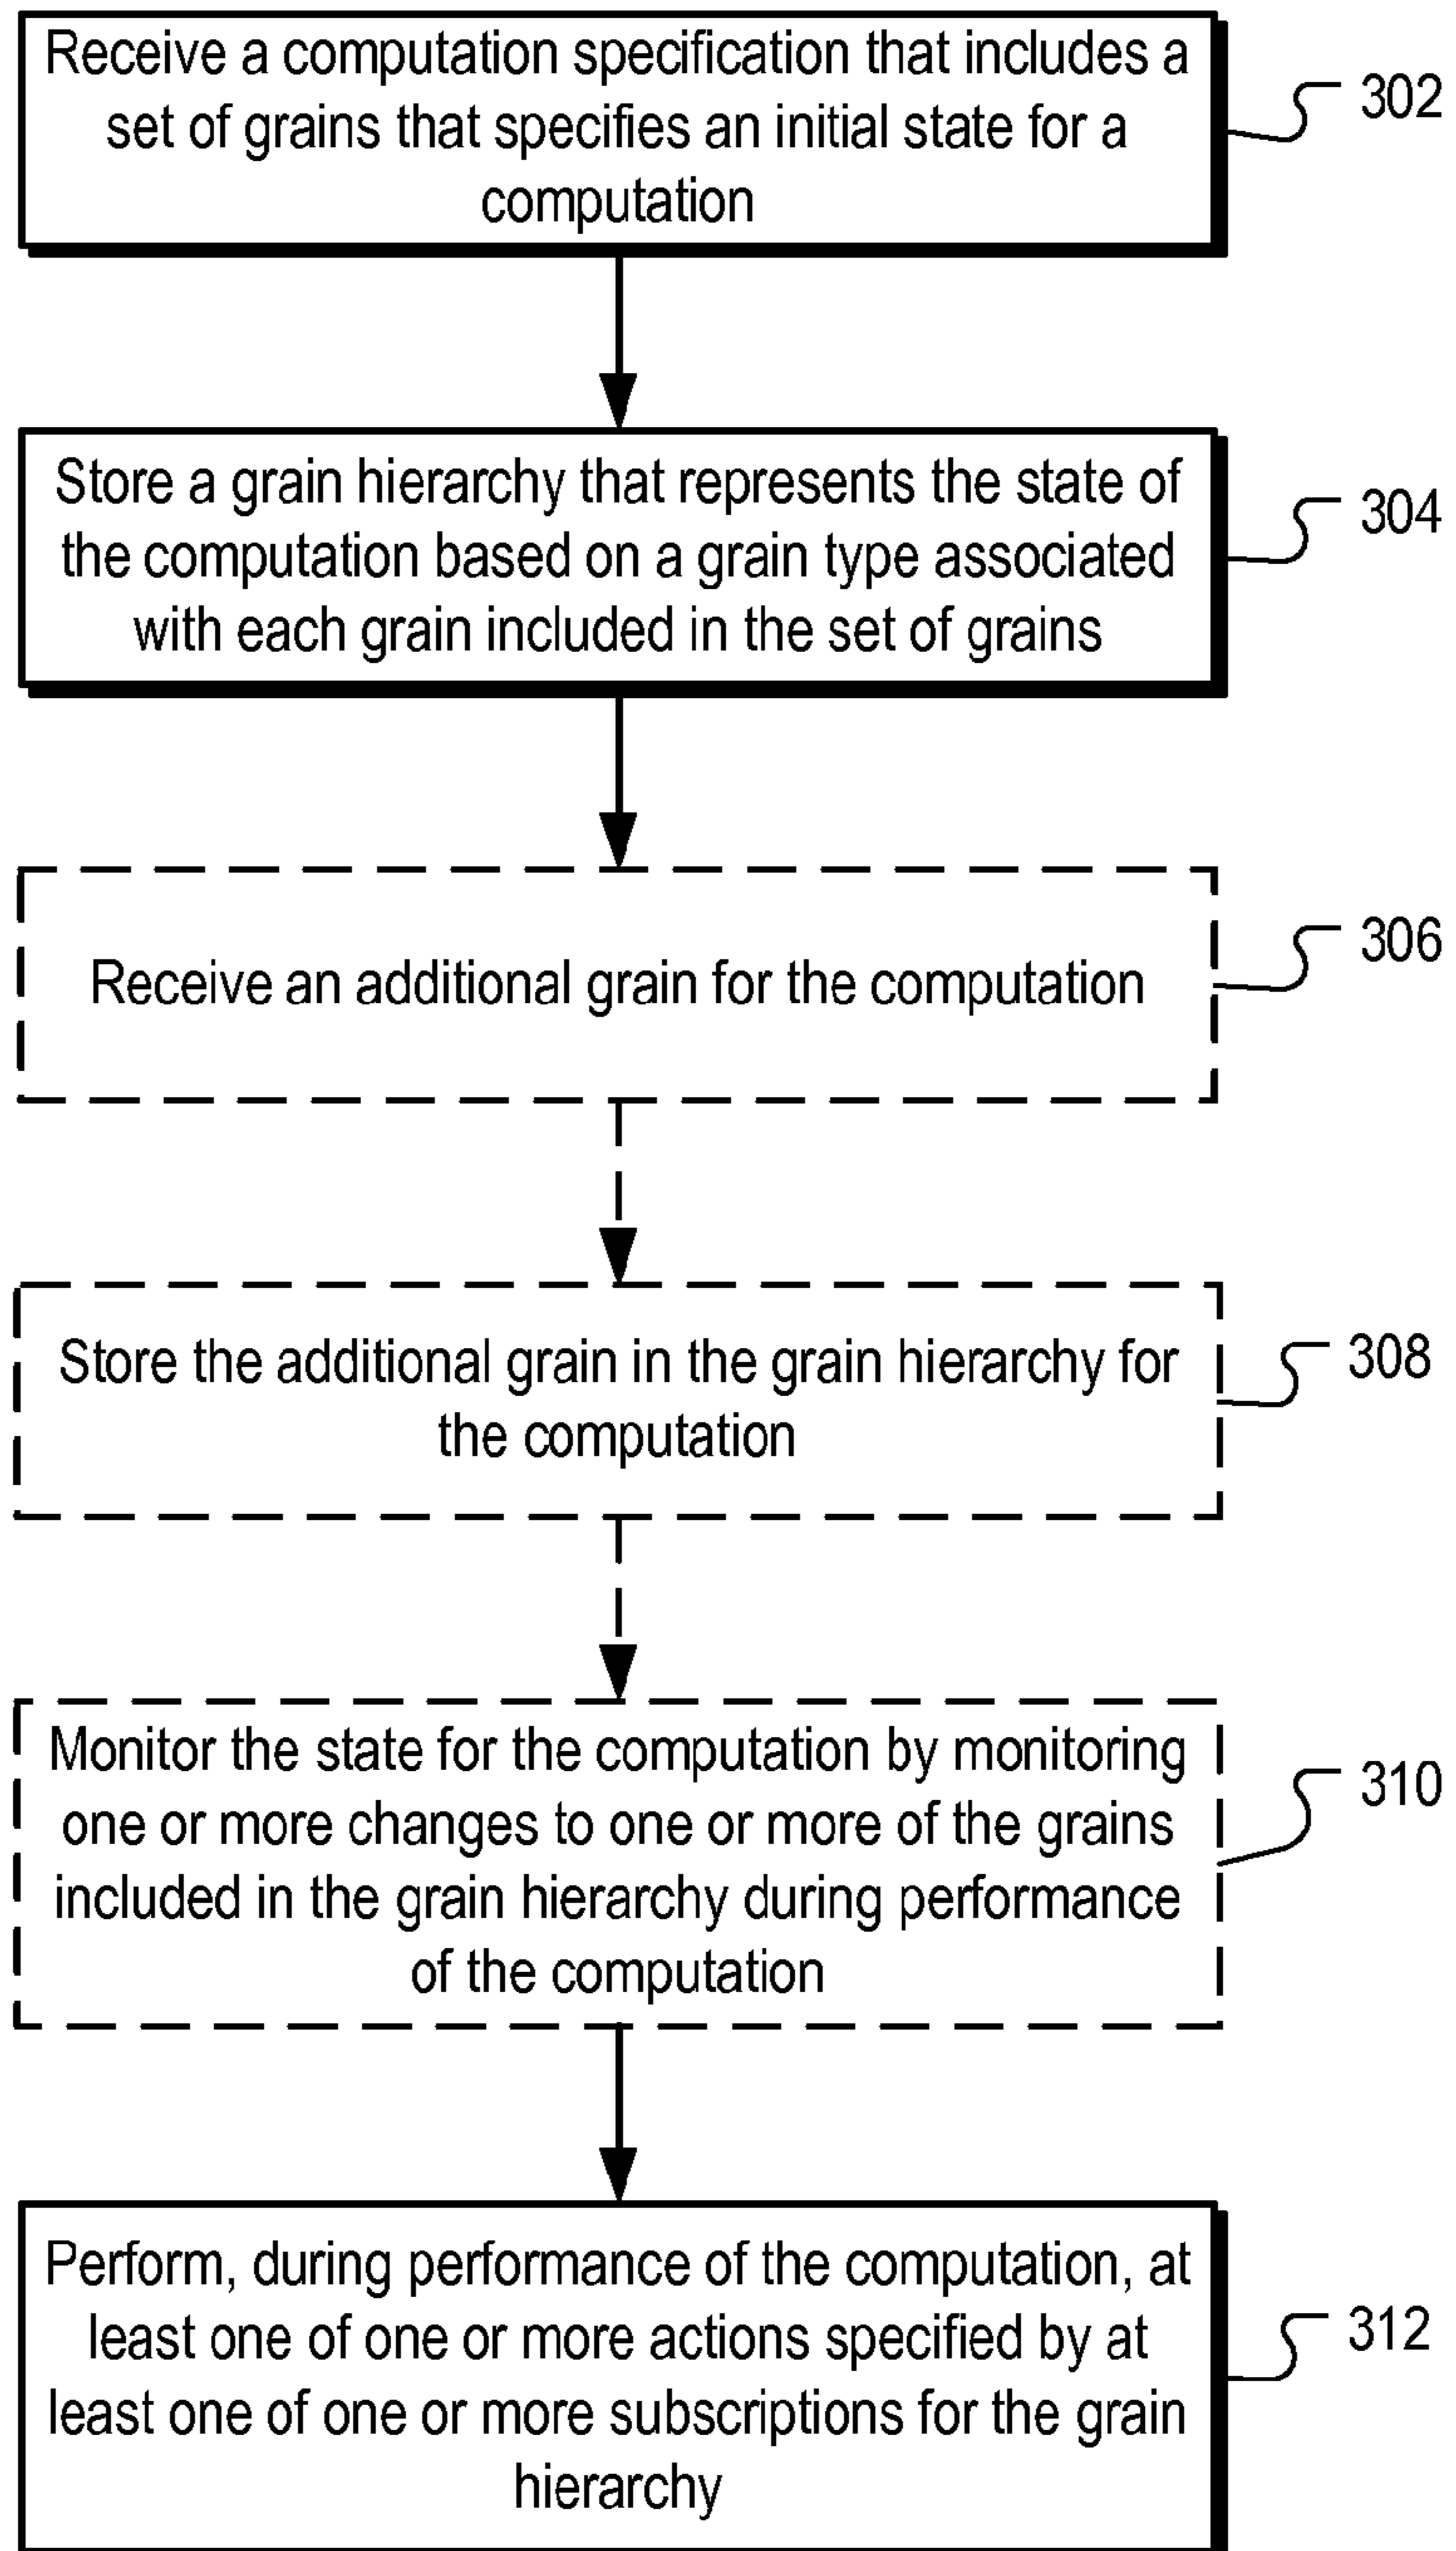 Receive a computation specification that includes a
set of grains that specifies an initial state for a
computation
302
Store a grain hierarchy that represents the state of
the computation based on a grain type associated
with each grain included in the set of grains
304
Receive an additional grain for the computation
306
Store the additional grain in the grain hierarchy for
the computation
308
Monitor the state for the computation by monitoring
one or more changes to one or more of the grains
included in the grain hierarchy during performance
of the computation
310
Perform, during performance of the computation, at
least one of one or more actions specified by at
least one of one or more subscriptions for the grain
hierarchy
312